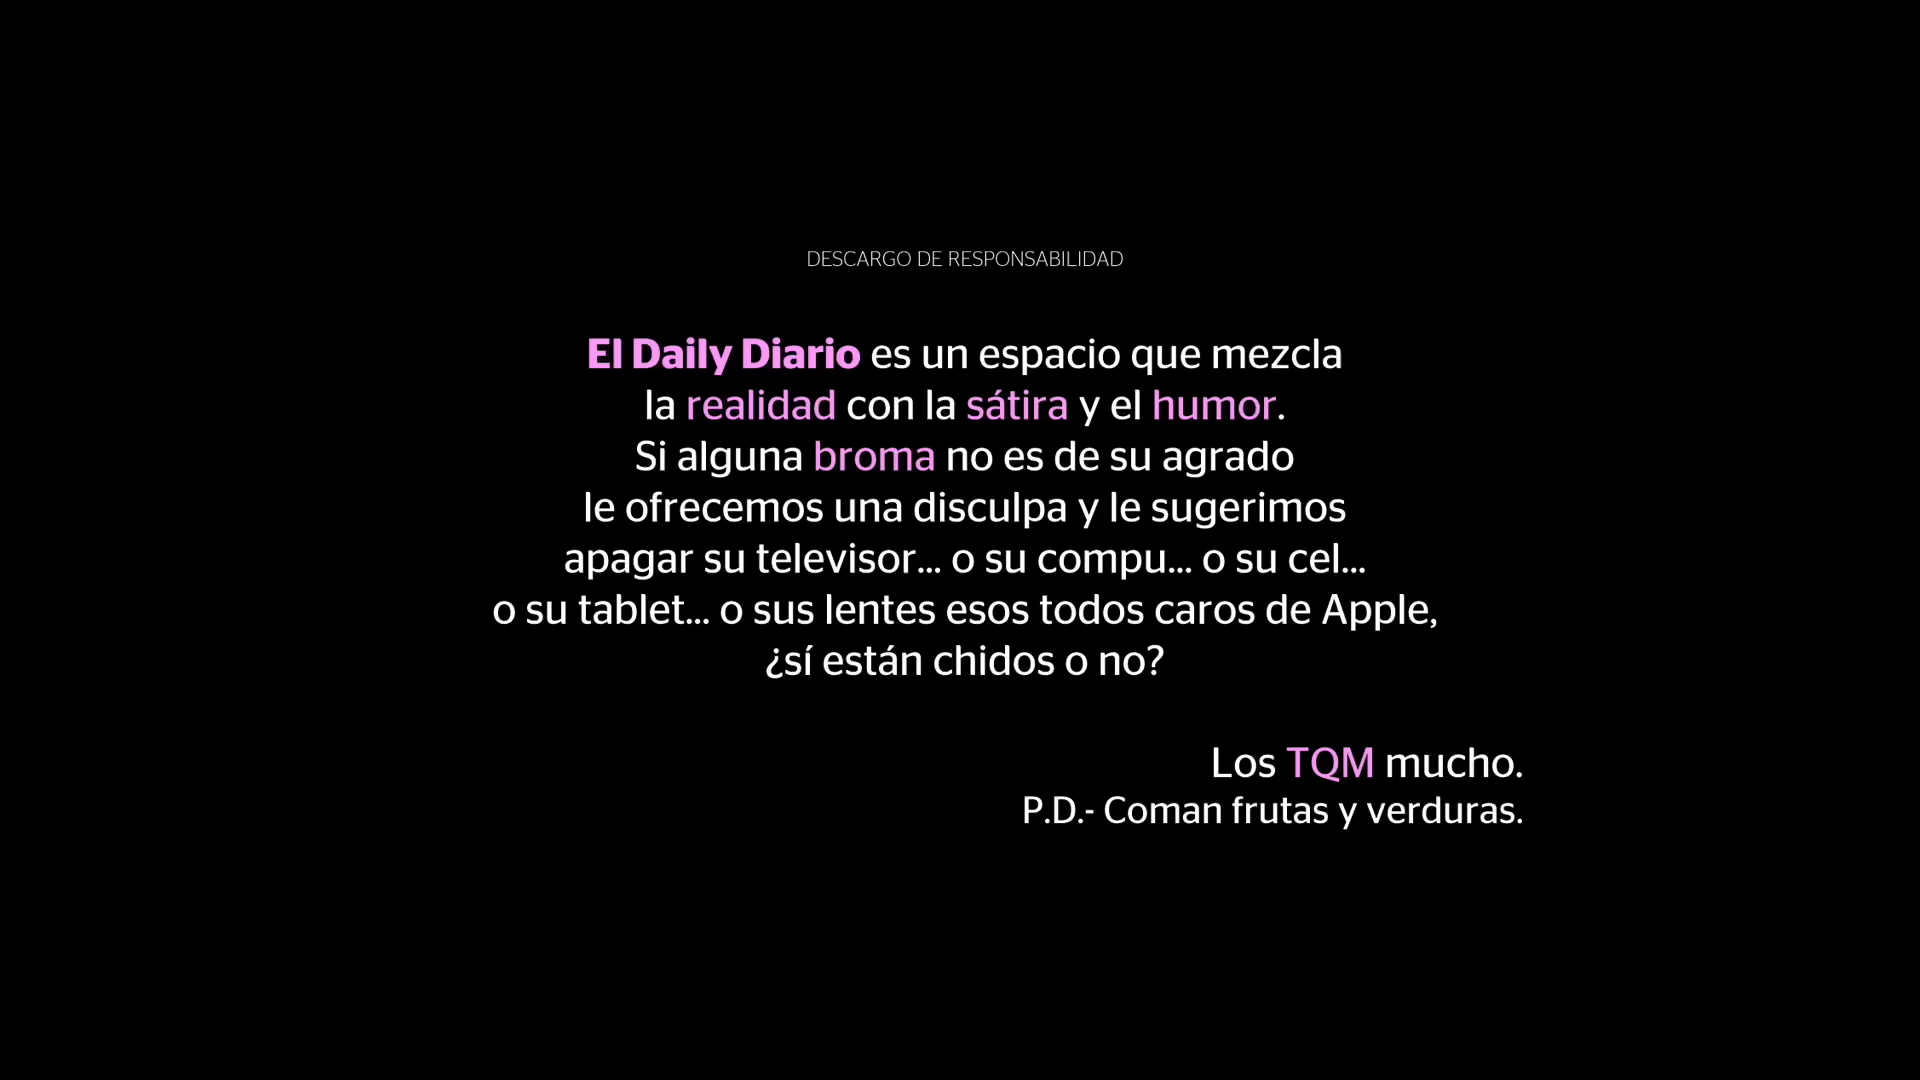 DESCARGO DE RESPONSABILIDAD
El Daily Diario es un espacio que mezcla
la realidad con la sátira y el humor.
Si alguna broma no es de su agrado
le ofrecemos una disculpa y le sugerimos
apagar su televisor... o su compu... o su cel...
o su tablet... o sus lentes esos todos caros de Apple,
¿sí están chidos o no?
Los TQM mucho.
P.D.- Coman frutas y verduras.